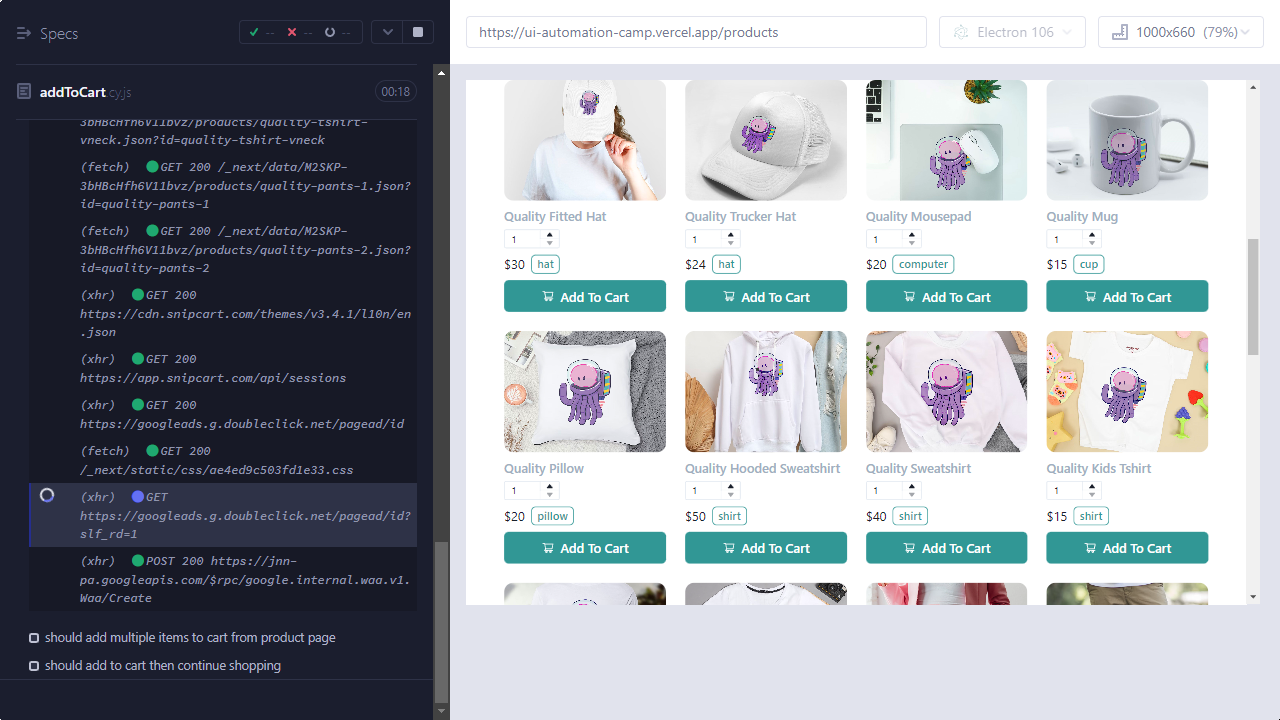 Specs
--
--
--
addToCart cy.js
00:18
3bHBcHfh6V11bvz/products/quality-tshirt-
vneck.json?id=quality-tshirt-vneck
(fetch) GET 200 /_next/data/M2SKP-
3bHBcHfh6V11bvz/products/quality-pants-1.json?
id=quality-pants-1
(fetch) GET 200 /_next/data/M2SKP-
3bHBcHfh6V11bvz/products/quality-pants-2.json?
id=quality-pants-2
(xhr) GET 200
https://cdn.snipcart.com/themes/v3.4.1/l10n/en
.json
(xhr) GET 200
https://app.snipcart.com/api/sessions
(xhr) GET 200
https://googleads.g.doubleclick.net/pagead/id
(fetch) GET 200
/_next/static/css/ae4ed9c503fd1e33.css
(xhr) GET
https://googleads.g.doubleclick.net/pagead/id?
slf_rd=1
(xhr) POST 200 https://jnn-
pa.googleapis.com/$rpc/google.internal.waa.v1.
Waa/Create
should add multiple items to cart from product page
should add to cart then continue shopping
https://ui-automation-camp.vercel.app/products
Electron 106
1000x660 (79%)
Quality Fitted Hat
1
$30 hat
Add To Cart
Quality Trucker Hat
1
$24 hat
Add To Cart
Quality Mousepad
1
$20 computer
Add To Cart
Quality Mug
1
$15 cup
Add To Cart
Quality Pillow
1
$20 pillow
Add To Cart
Quality Hooded Sweatshirt
1
$50 shirt
Add To Cart
Quality Sweatshirt
1
$40 shirt
Add To Cart
Quality Kids Tshirt
1
$15 shirt
Add To Cart